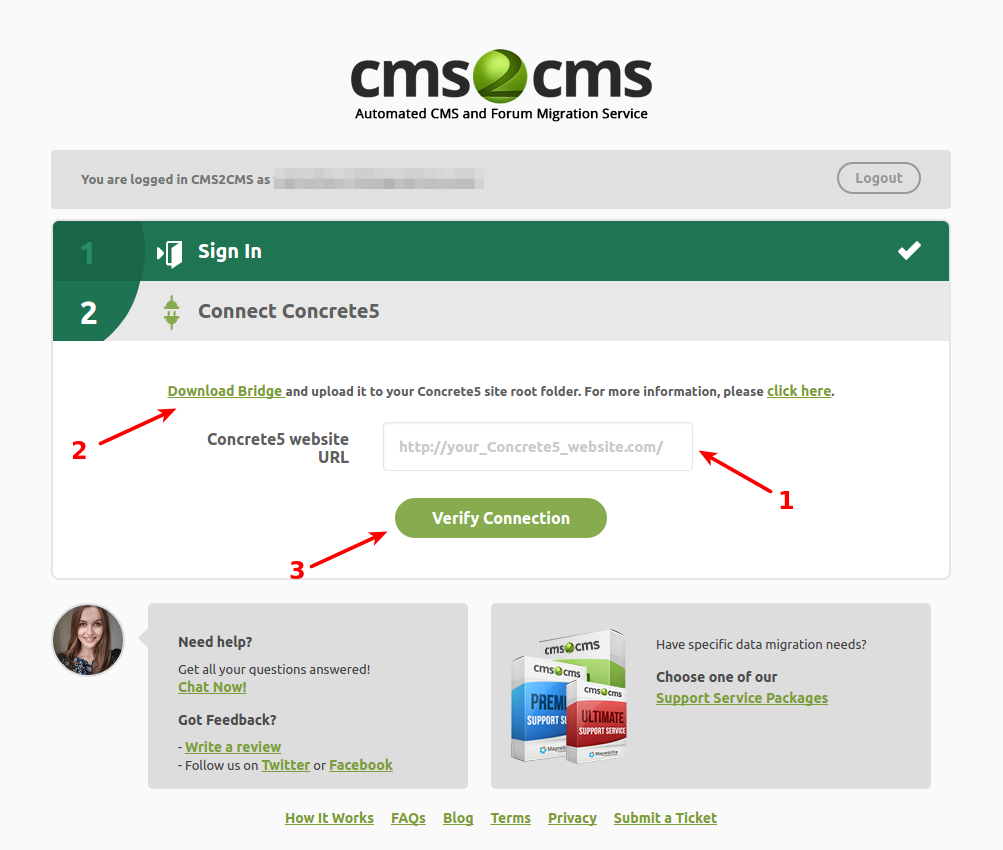 cms2cms
Automated CMS and Forum Migration Service
You are logged in CMS2CMS as
Logout
1
Sign In
2
Connect Concrete5
Download Bridge and upload it to your Concrete5 site root folder. For more information, please click here.
2
Concrete5 website
URL
http://your_Concrete5_website.com/
1
Verify Connection
3
Need help?
Get all your questions answered!
Chat Now!
Got Feedback?
- Write a review
- Follow us on Twitter or Facebook
cms2cms
cms2cms
cms2cms
PREMI
SUPPORT SE
ULTIMATE
SUPPORT SERVICE
MagneticOne
MagneticOne
Have specific data migration needs?
Choose one of our
Support Service Packages
How It Works
FAQs
Blog
Terms
Privacy
Submit a Ticket